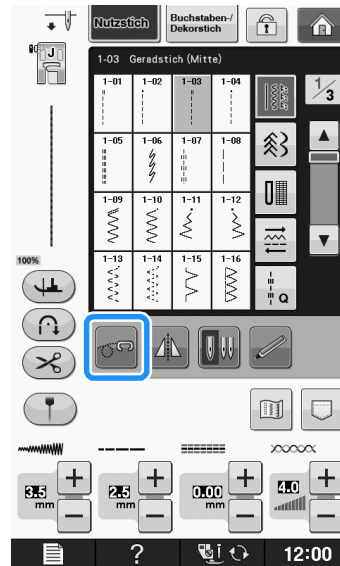 Nutzstich
Buchstaben-/
Dekorstich
J
1-03 Geradstich (Mitte)
1/3
1-01 1-02 1-03 1-04
1-05 1-06 1-07 1-08
1-09 1-10 1-11 1-12
1-13 1-14 1-15 1-16
Q
100%
3.5 mm
2.5 mm
0.00 mm
4.0
?
12:00